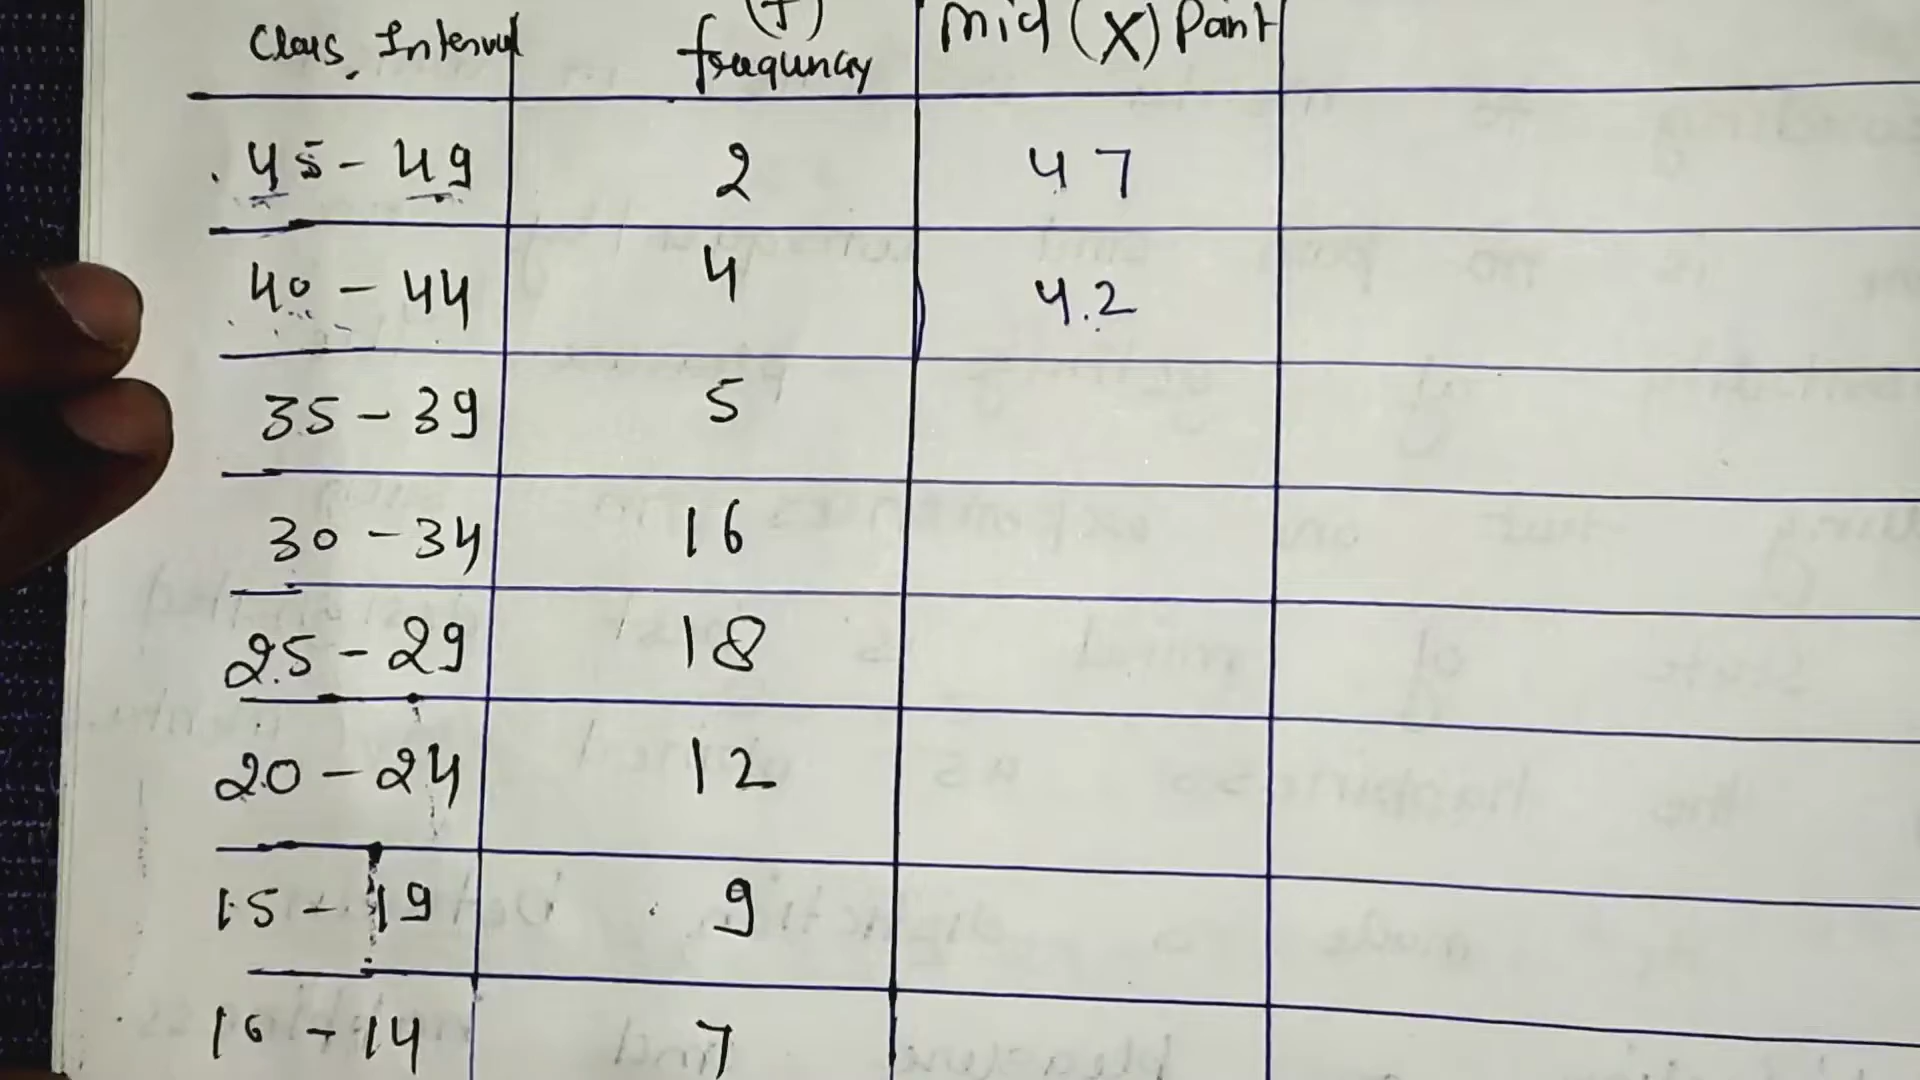 (f)
Class Interval frequncry mid (X) Point
45 - 49 2 47
40 - 44 4 4.2
35 - 39 5
30 - 34 16
25 - 29 18
20 - 24 12
15 - 19 9
10 - 14 7